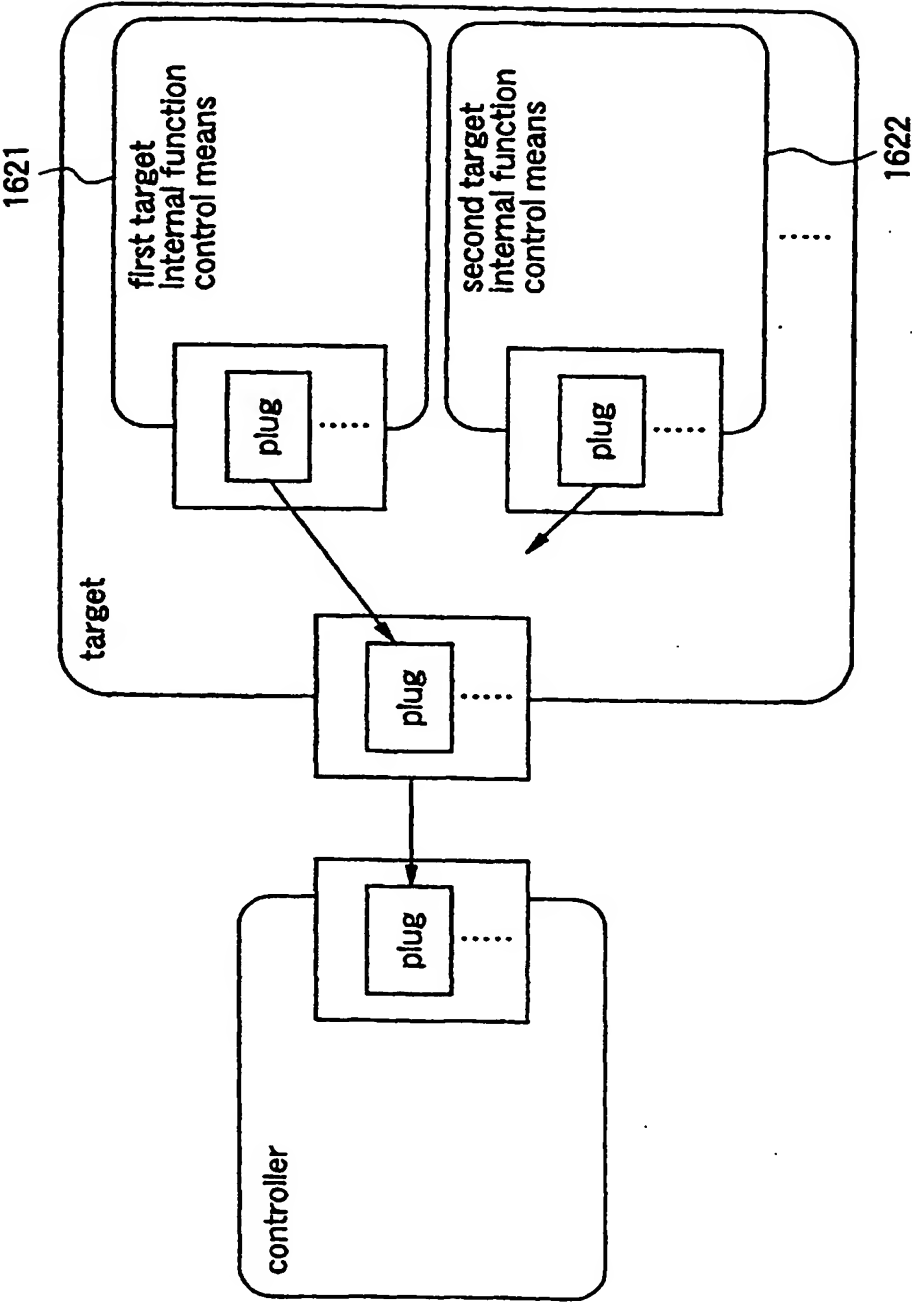 controller
plug
.....
target
plug
.....
1621
first target
internal function
control means
plug
.....
second target
internal function
control means
plug
.....
.....
1622